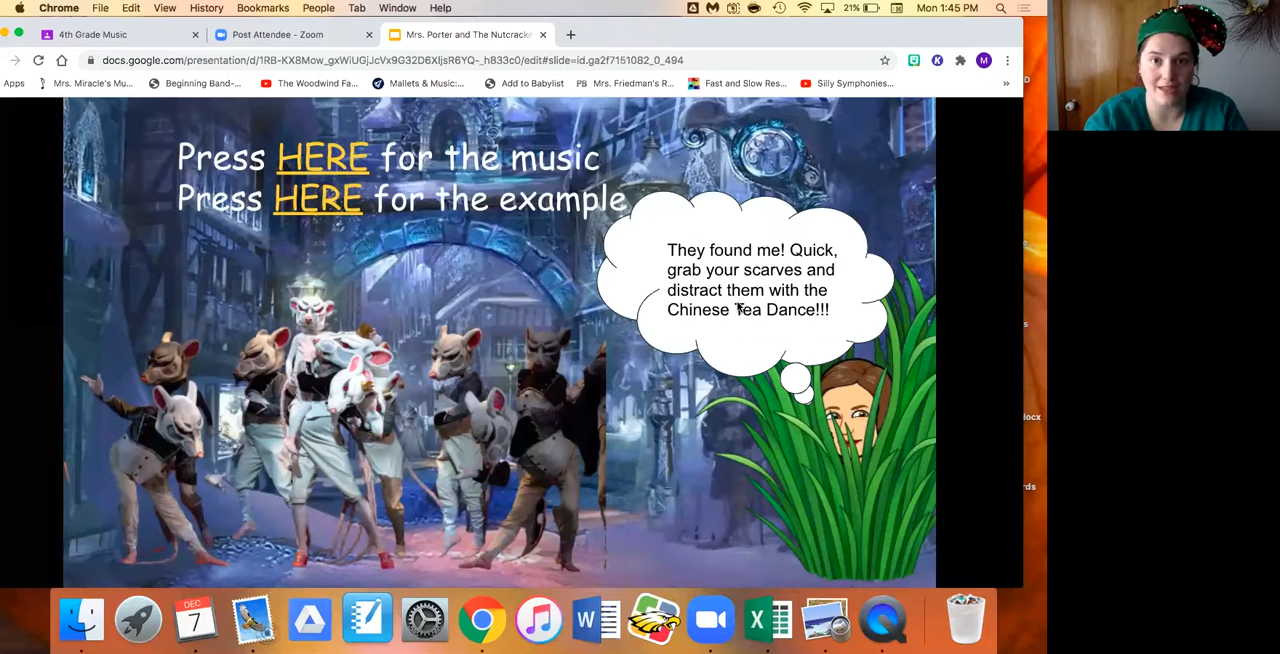 Chrome File Edit View History Bookmarks People Tab Window Help 21% Mon 1:45 PM
4th Grade Music Post Attendee - Zoom Mrs. Porter and The Nutcracke
docs.google.com/presentation/d/1RB-KX8Mow_gxWiUGjJcVx9G32D6XIjsR6YQ-_h833c0/edit#slide=id.ga2f7151082_0_494
Apps Mrs. Miracle's Mu... Beginning Band-... The Woodwind Fa... Mallets & Music:... Add to Babylist PB Mrs. Friedman's R... Fast and Slow Res... Silly Symphonies... »
Press HERE for the music
Press HERE for the example
They found me! Quick,
grab your scarves and
distract them with the
Chinese Tea Dance!!!
DEC
7